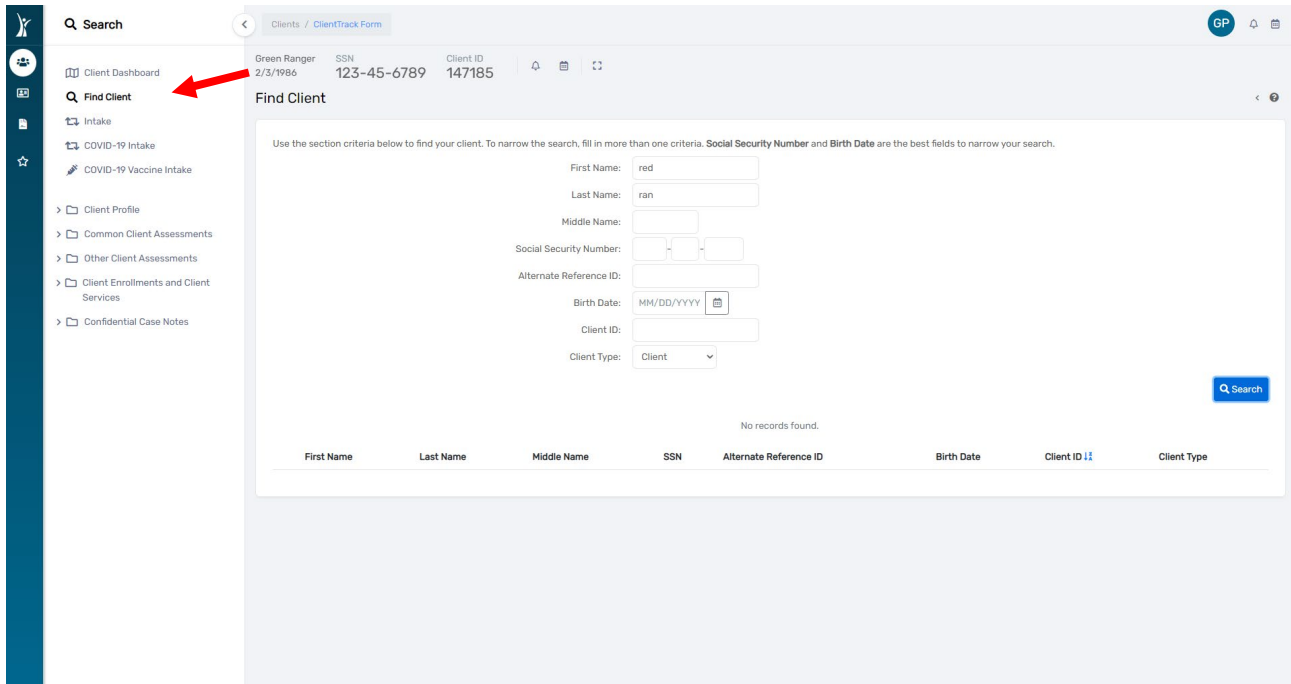 Search
Clients / ClientTrack Form
GP
Client Dashboard
Find Client
Intake
COVID-19 Intake
COVID-19 Vaccine Intake
Client Profile
Common Client Assessments
Other Client Assessments
Client Enrollments and Client
Services
Confidential Case Notes
Green Ranger SSN Client ID
2/3/1986 123-45-6789 147185
Find Client
Use the section criteria below to find your client. To narrow the search, fill in more than one criteria. Social Security Number and Birth Date are the best fields to narrow your search.
First Name: red
Last Name: ran
Middle Name:
Social Security Number: - -
Alternate Reference ID:
Birth Date: MM/DD/YYYY
Client ID:
Client Type: Client
Search
No records found.
First Name Last Name Middle Name SSN Alternate Reference ID Birth Date Client ID Client Type